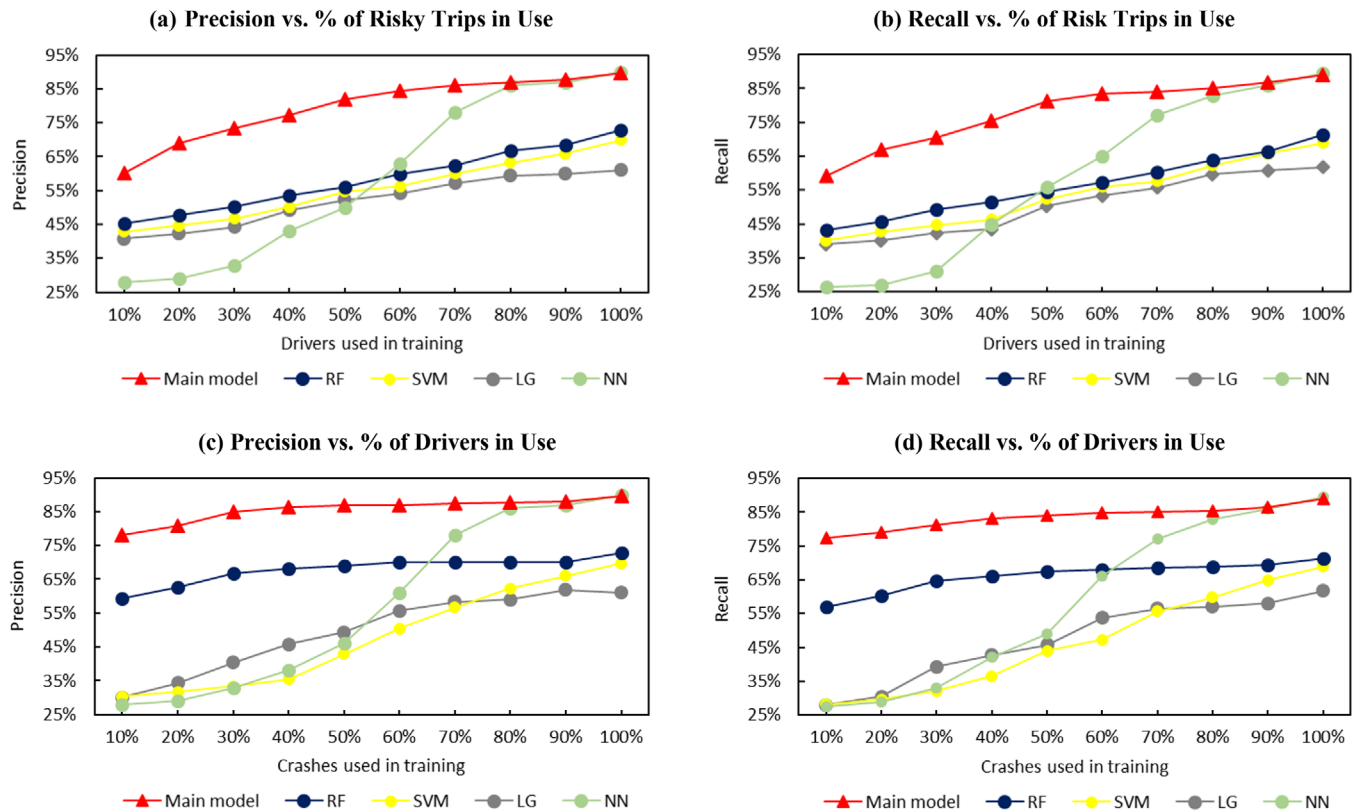 (a) Precision vs. % of Risky Trips in Use
95%
85%
75%
65%
55%
45%
35%
25%
Precision
10% 20% 30% 40% 50% 60% 70% 80% 90% 100%
Drivers used in training
Main model RF SVM LG NN
(b) Recall vs. % of Risk Trips in Use
95%
85%
75%
65%
55%
45%
35%
25%
Recall
10% 20% 30% 40% 50% 60% 70% 80% 90% 100%
Drivers used in training
Main model RF SVM LG NN
(c) Precision vs. % of Drivers in Use
95%
85%
75%
65%
55%
45%
35%
25%
Precision
10% 20% 30% 40% 50% 60% 70% 80% 90% 100%
Crashes used in training
Main model RF SVM LG NN
(d) Recall vs. % of Drivers in Use
95%
85%
75%
65%
55%
45%
35%
25%
Recall
10% 20% 30% 40% 50% 60% 70% 80% 90% 100%
Crashes used in training
Main model RF SVM LG NN